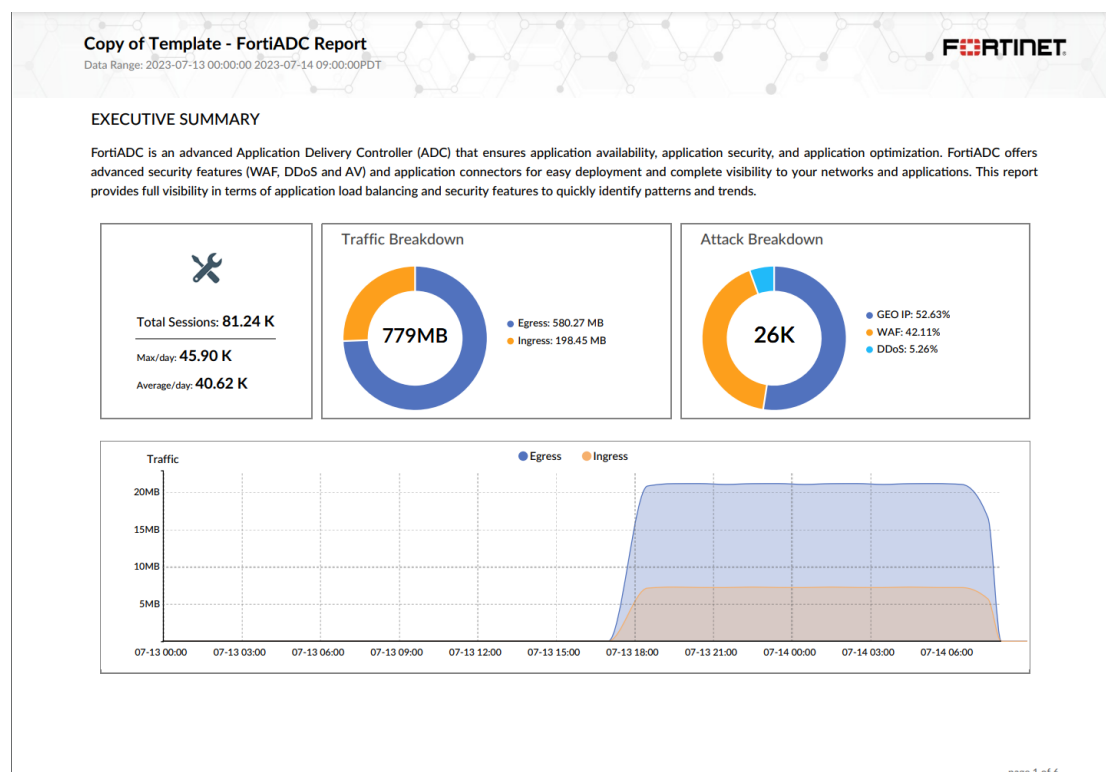 Copy of Template - FortiADC Report
Data Range: 2023-07-13 00:00:00 2023-07-14 09:00:00PDT
FORTINET
EXECUTIVE SUMMARY
FortiADC is an advanced Application Delivery Controller (ADC) that ensures application availability, application security, and application optimization. FortiADC offers
advanced security features (WAF, DDoS and AV) and application connectors for easy deployment and complete visibility to your networks and applications. This report
provides full visibility in terms of application load balancing and security features to quickly identify patterns and trends.
Total Sessions: 81.24 K
Max/day: 45.90 K
Average/day: 40.62 K
Traffic Breakdown
779MB
Egress: 580.27 MB
Ingress: 198.45 MB
Attack Breakdown
26K
GEO IP: 52.63%
WAF: 42.11%
DDoS: 5.26%
Traffic
Egress Ingress
20MB
15MB
10MB
5MB
07-13 00:00 07-13 03:00 07-13 06:00 07-13 09:00 07-13 12:00 07-13 15:00 07-13 18:00 07-13 21:00 07-14 00:00 07-14 03:00 07-14 06:00
page 1 of 6